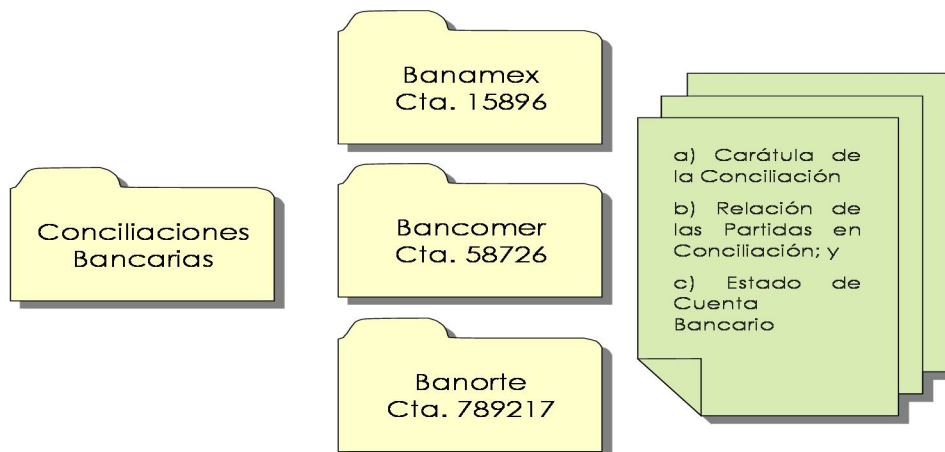 Conciliaciones
Bancarias
Banamex
Cta. 15896
Bancomer
Cta. 58726
Banorte
Cta. 789217
a) Carátula de
la Conciliación
b) Relación de
las Partidas en
Conciliación; y
c) Estado de
Cuenta
Bancario